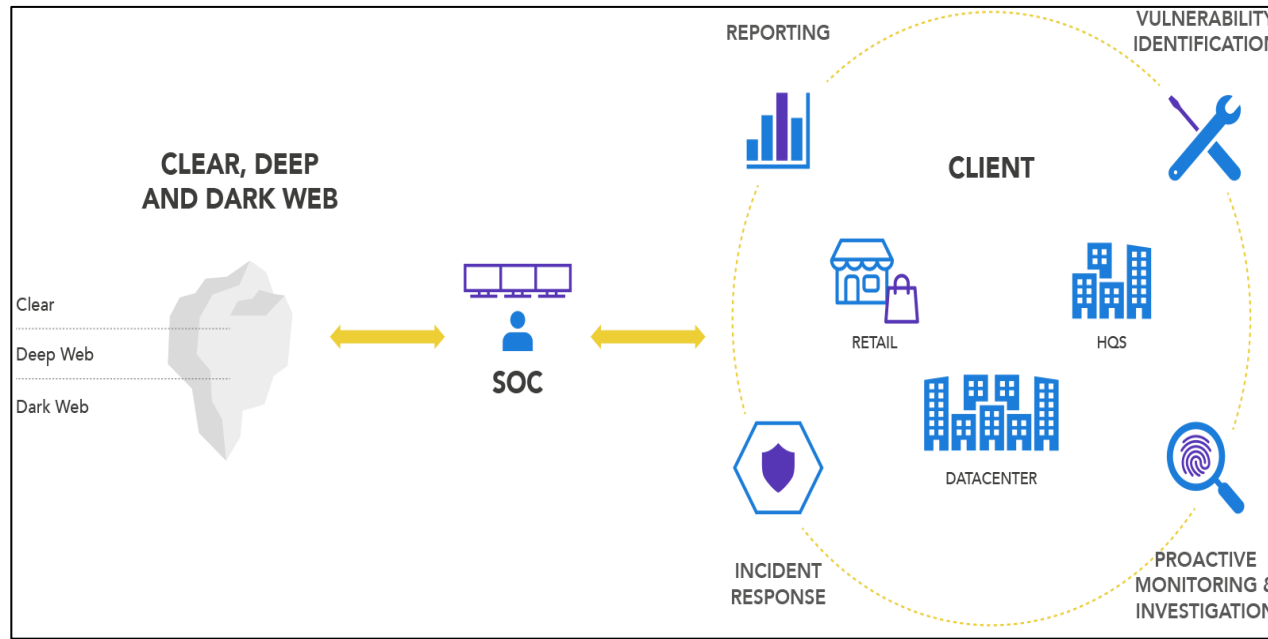 CLEAR, DEEP
AND DARK WEB
Clear
Deep Web
Dark Web
SOC
REPORTING
VULNERABILITY
IDENTIFICATION
CLIENT
RETAIL
HQS
DATACENTER
INCIDENT
RESPONSE
PROACTIVE
MONITORING &
INVESTIGATION